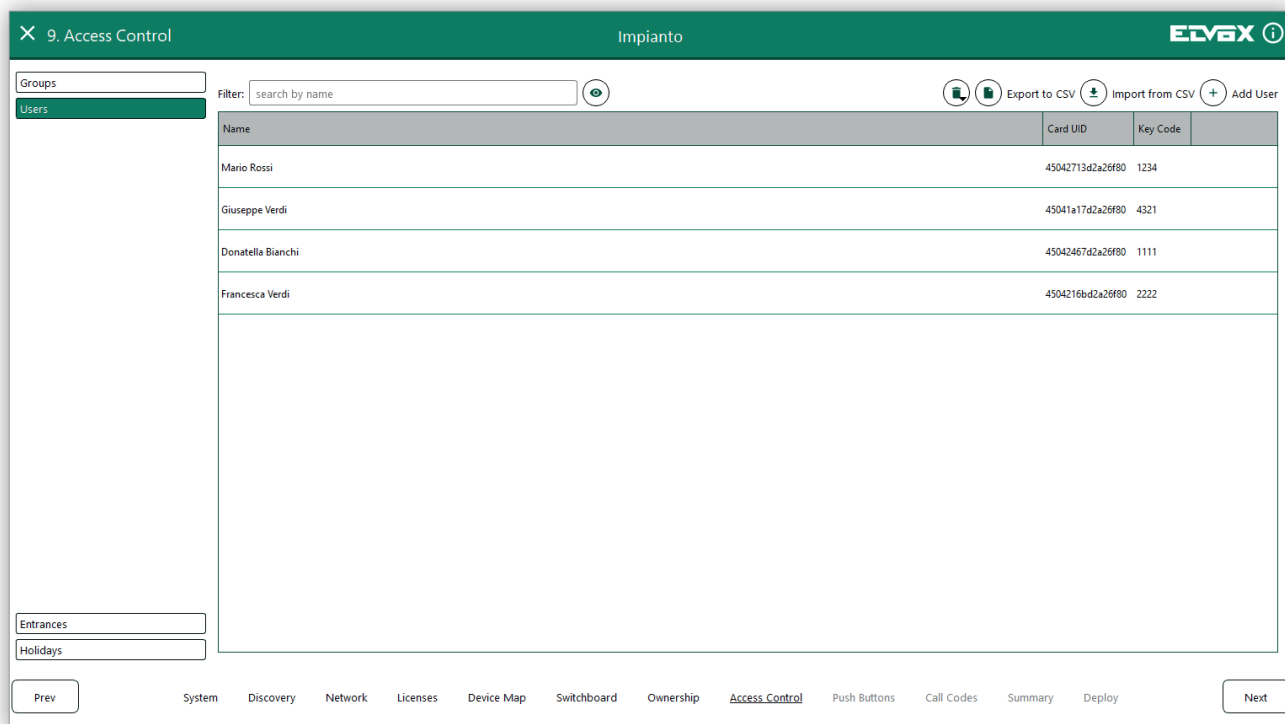 9. Access Control Impianto ELVOX
Groups
Users
Filter: search by name Export to CSV Import from CSV Add User
Name Card UID Key Code
Mario Rossi 45042713d2a26f80 1234
Giuseppe Verdi 45041a17d2a26f80 4321
Donatella Bianchi 45042467d2a26f80 1111
Francesca Verdi 4504216bd2a26f80 2222
Entrances
Holidays
Prev System Discovery Network Licenses Device Map Switchboard Ownership Access Control Push Buttons Call Codes Summary Deploy Next